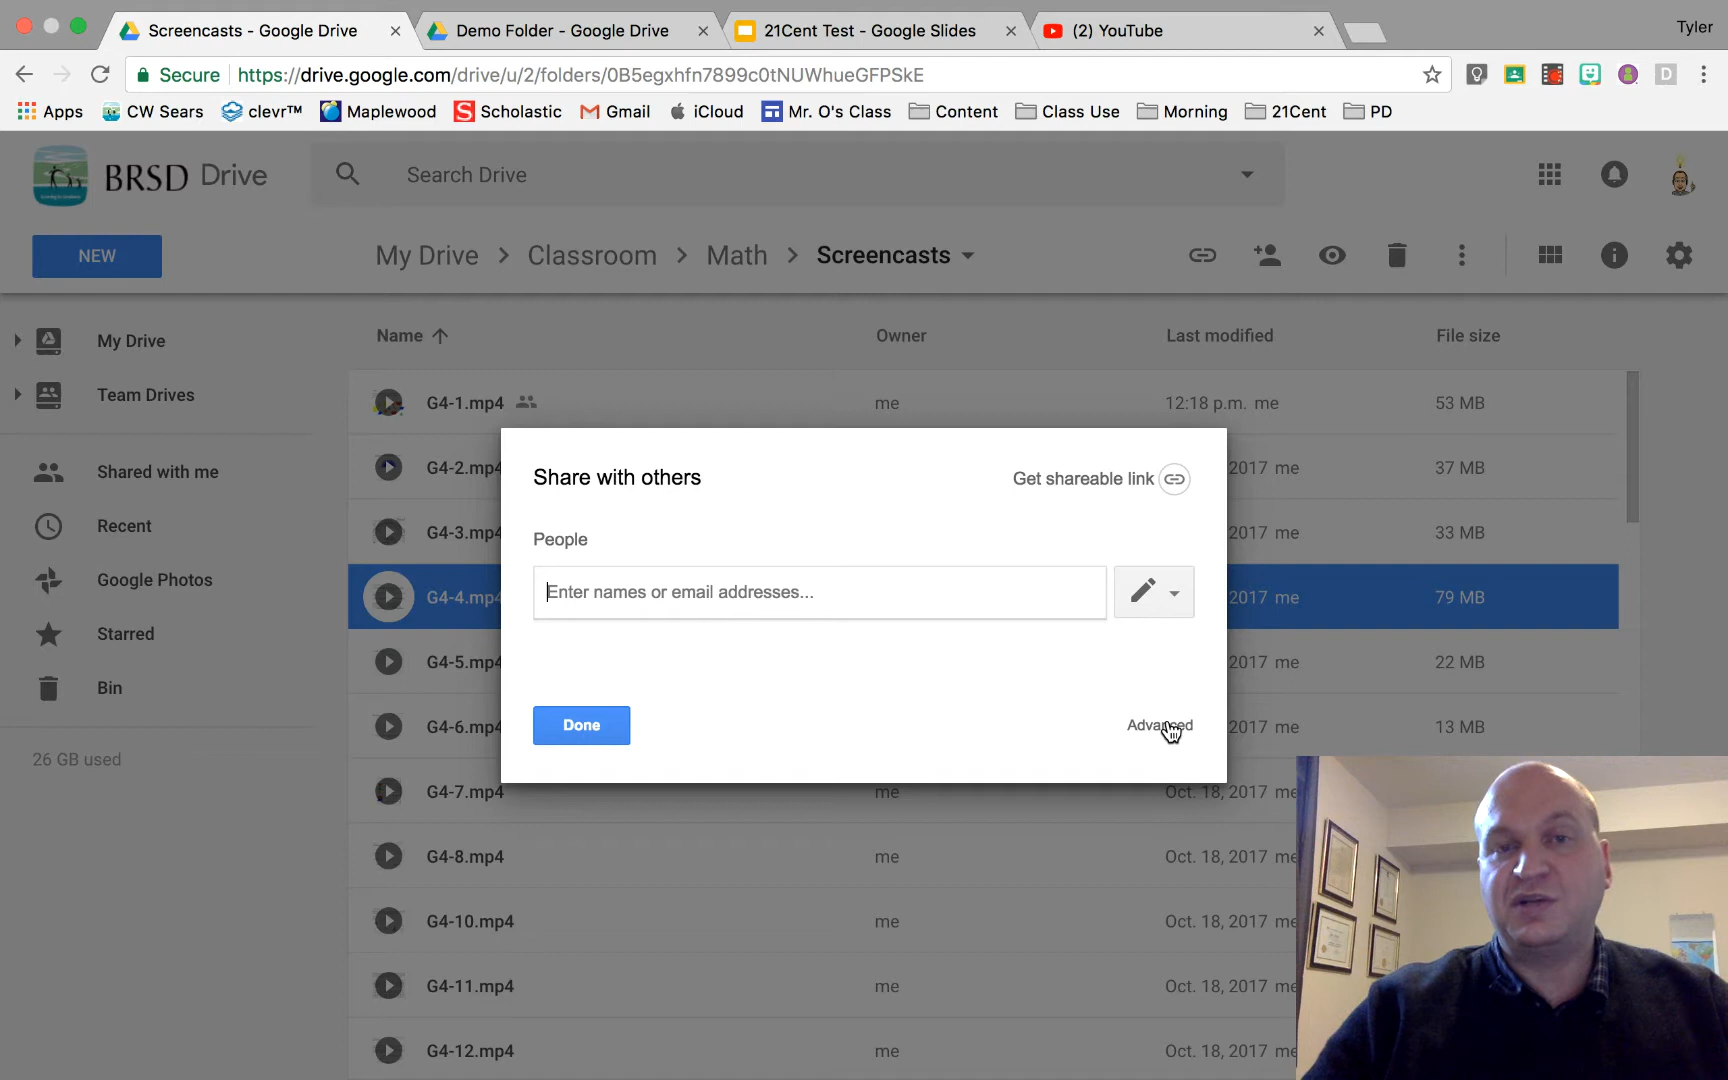 Screencasts - Google Drive
Demo Folder - Google Drive
21Cent Test - Google Slides
(2) YouTube
Tyler
Secure https://drive.google.com/drive/u/2/folders/0B5egxhfn7899c0tNUWhueGFPSkE
D
Apps CW Sears clevr™ Maplewood Scholastic Gmail iCloud Mr. O's Class Content Class Use Morning 21Cent PD
BRSD Drive
Search Drive
NEW
My Drive > Classroom > Math > Screencasts
My Drive
Team Drives
Shared with me
Recent
Google Photos
Starred
Bin
26 GB used
Name Owner Last modified File size
G4-1.mp4 me 12:18 p.m. me 53 MB
G4-2.mp4 2017 me 37 MB
G4-3.mp4 2017 me 33 MB
G4-4.mp4 2017 me 79 MB
G4-5.mp4 2017 me 22 MB
G4-6.mp4 2017 me 13 MB
G4-7.mp4 me Oct. 18, 2017 me
G4-8.mp4 me Oct. 18, 2017 me
G4-10.mp4 me Oct. 18, 2017 me
G4-11.mp4 me Oct. 18, 2017 me
G4-12.mp4 me Oct. 18, 2017 me
Share with others
Get shareable link
People
Enter names or email addresses...
Done
Advanced